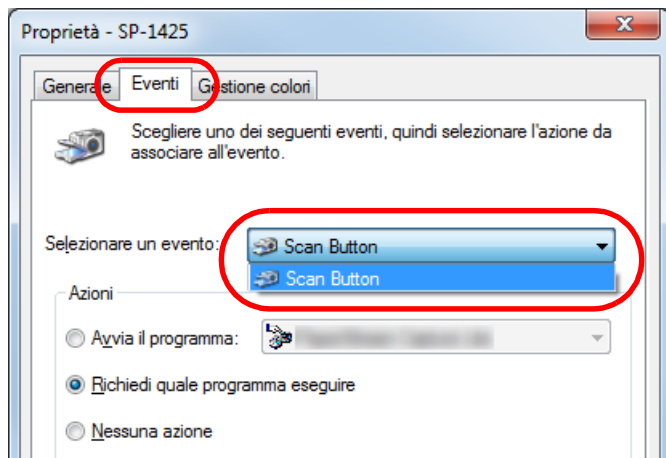 Proprietà - SP-1425
Generale Eventi Gestione colori
Scegliere uno dei seguenti eventi, quindi selezionare l'azione da
associare all'evento.
Selezionare un evento: Scan Button
Scan Button
Azioni
Avvia il programma:
Richiedi quale programma eseguire
Nessuna azione